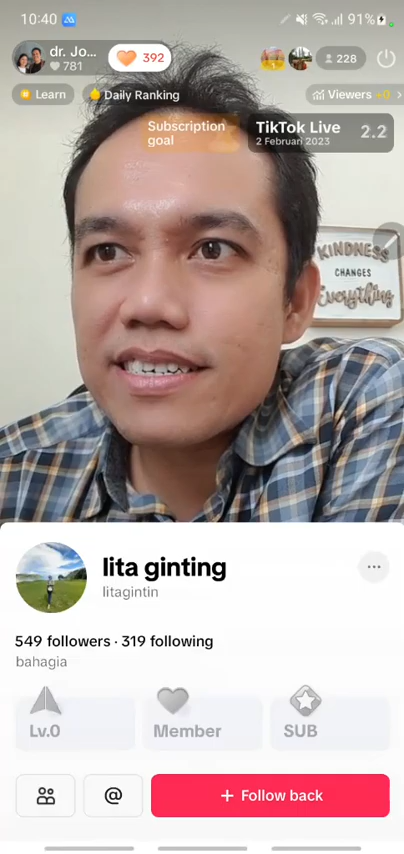 10:40
91%
dr. Jo...
781
392
228
Learn
Daily Ranking
Viewers +0
Subscription
goal
TikTok Live
2 Februari 2023
2.2
KINDNESS
CHANGES
Everything
lita ginting
litagintin
549 followers · 319 following
bahagia
Lv.0
Member
SUB
@
+ Follow back